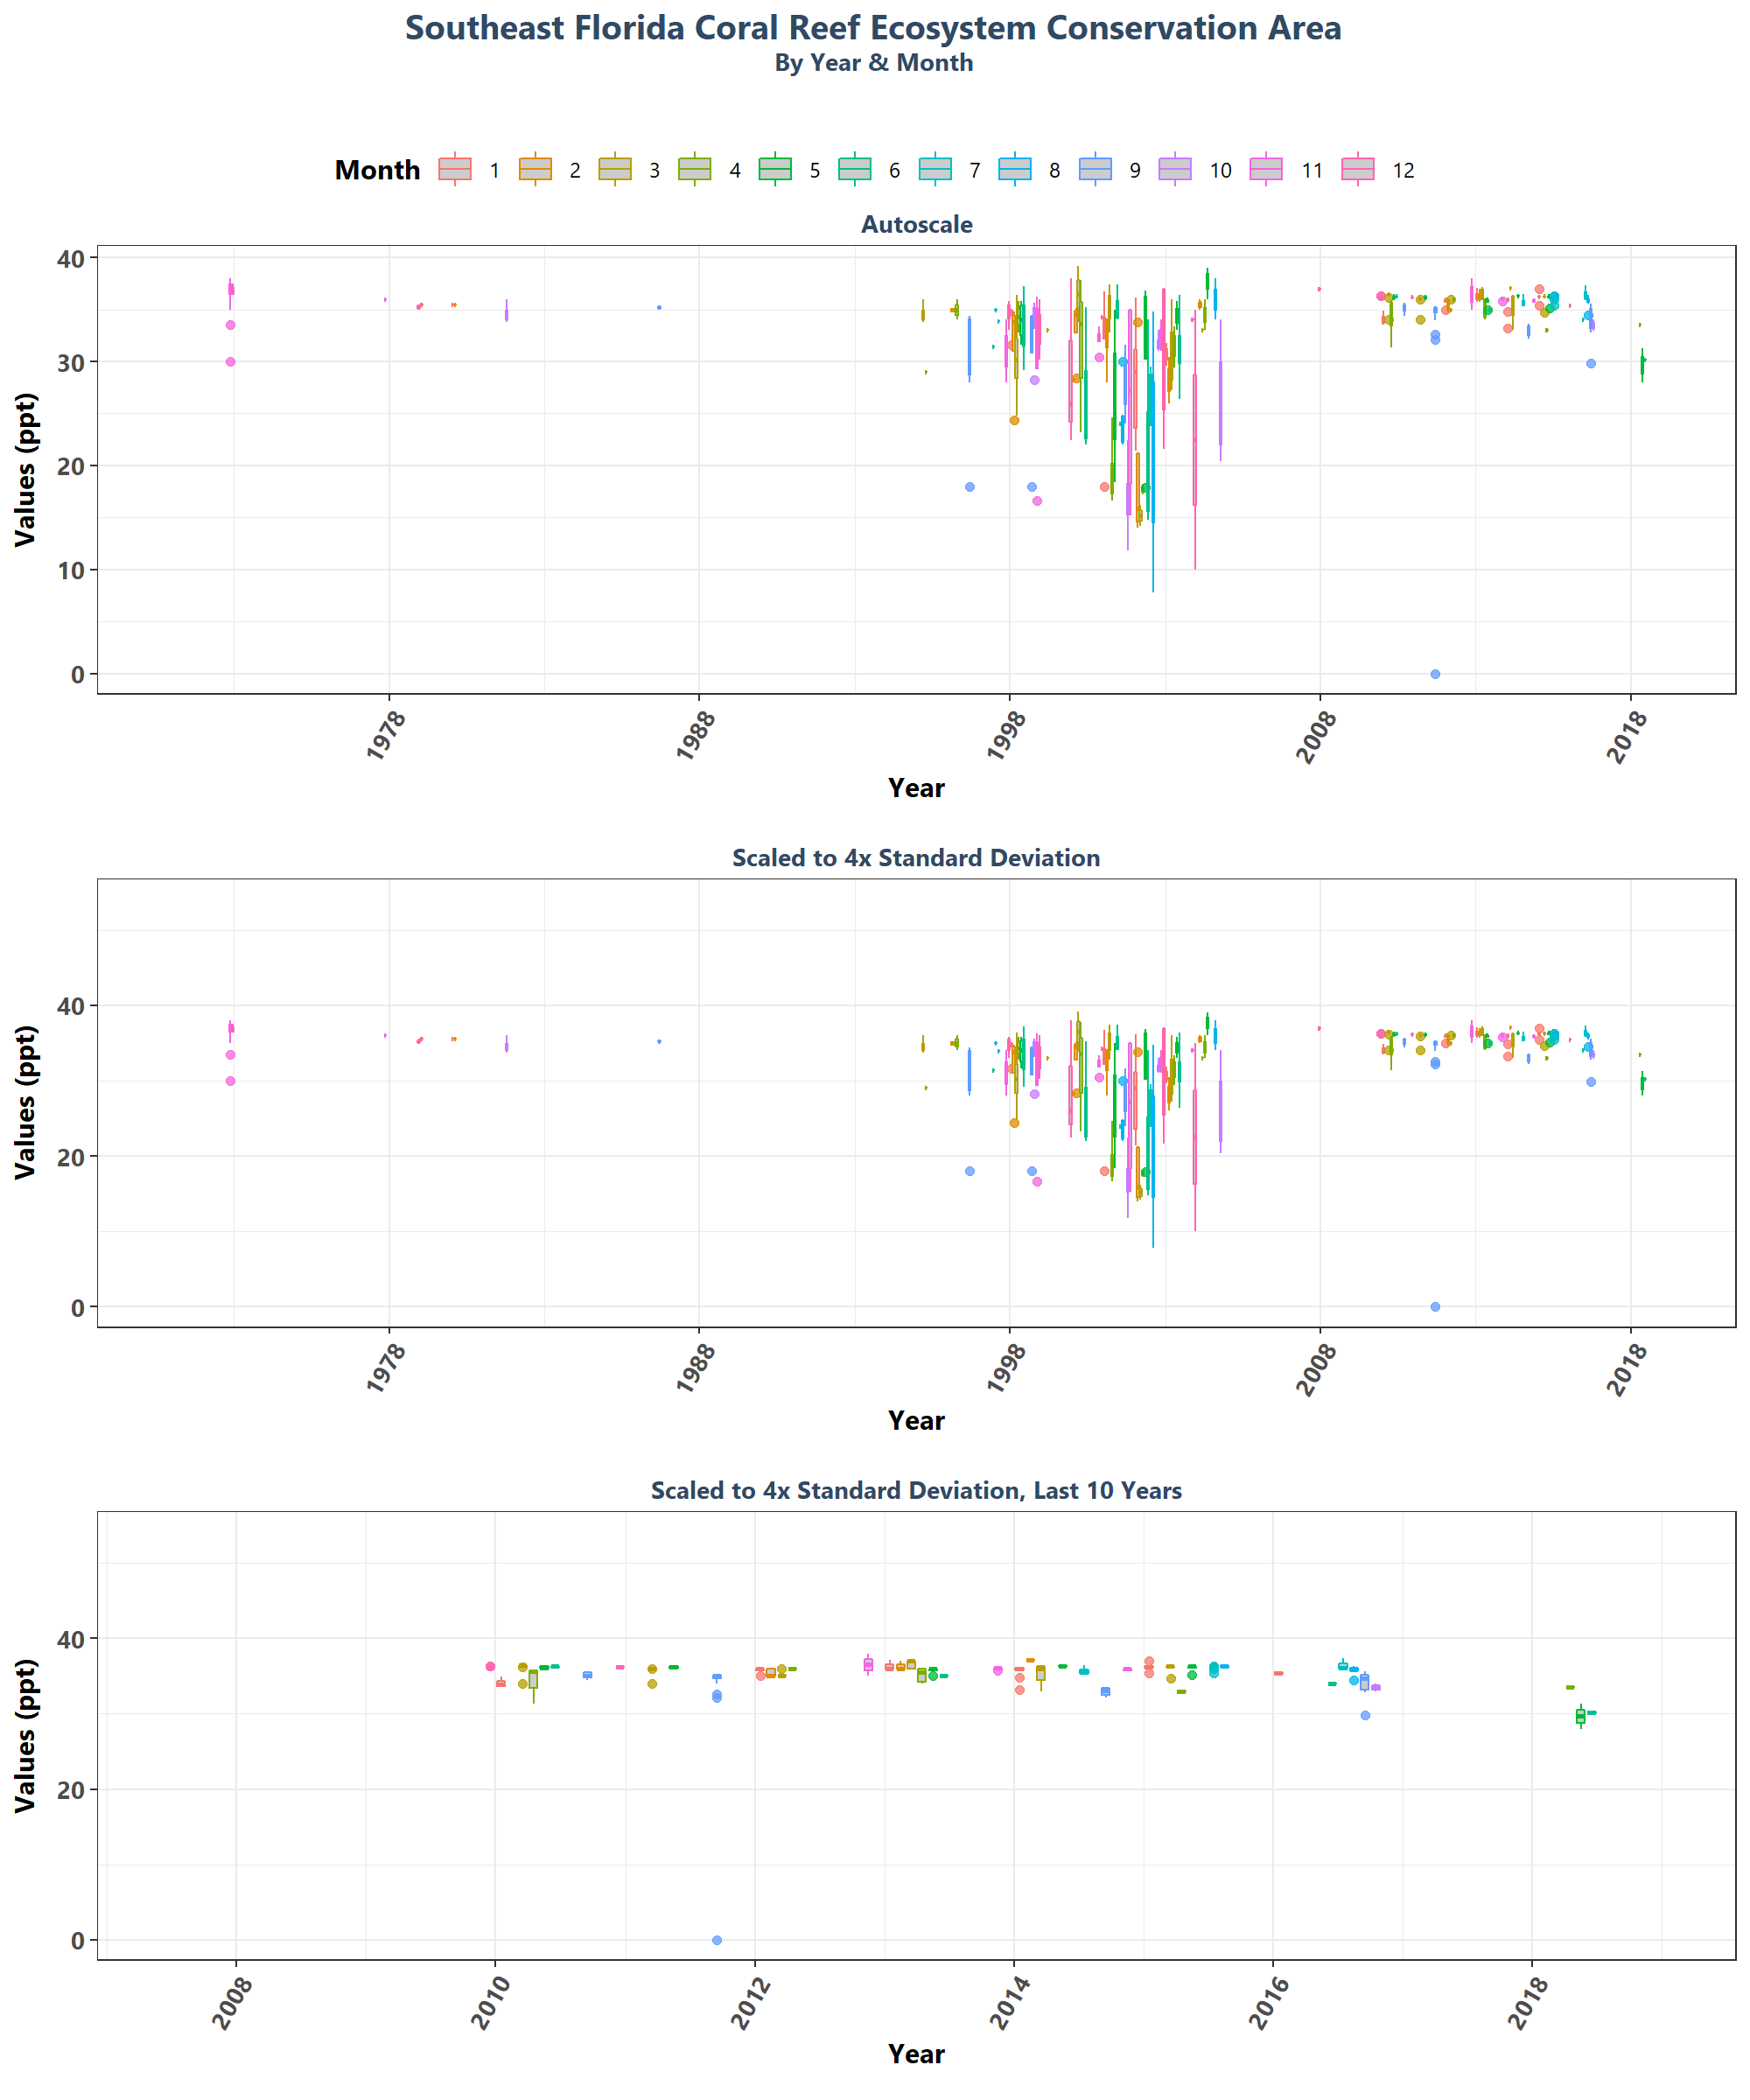 Southeast Florida Coral Reef Ecosystem Conservation Area
By Year & Month
Month 1 2 3 4 5 6 7 8 9 10 11 12
Autoscale
40
30
20
10
0
Values (ppt)
1978 1988 1998 2008 2018
Year
Scaled to 4x Standard Deviation
40
20
0
Values (ppt)
1978 1988 1998 2008 2018
Year
Scaled to 4x Standard Deviation, Last 10 Years
40
20
0
Values (ppt)
2008 2010 2012 2014 2016 2018
Year